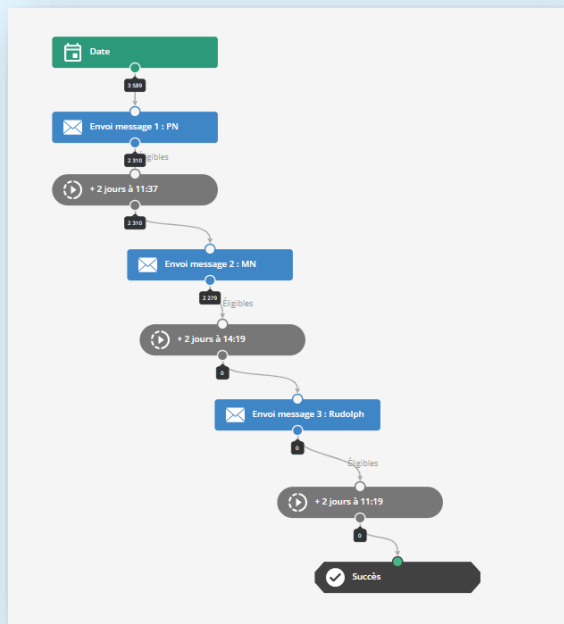 Date
3 589
Envoi message 1 : PN
Éligibles
2 310
+ 2 jours à 11:37
2 310
Envoi message 2 : MN
2 279
Éligibles
+ 2 jours à 14:19
0
Envoi message 3 : Rudolph
0
Éligibles
+ 2 jours à 11:19
0
Succès